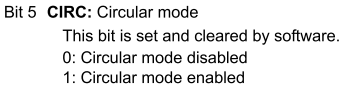 Bit 5 CIRC: Circular mode
This bit is set and cleared by software.
0: Circular mode disabled
1: Circular mode enabled